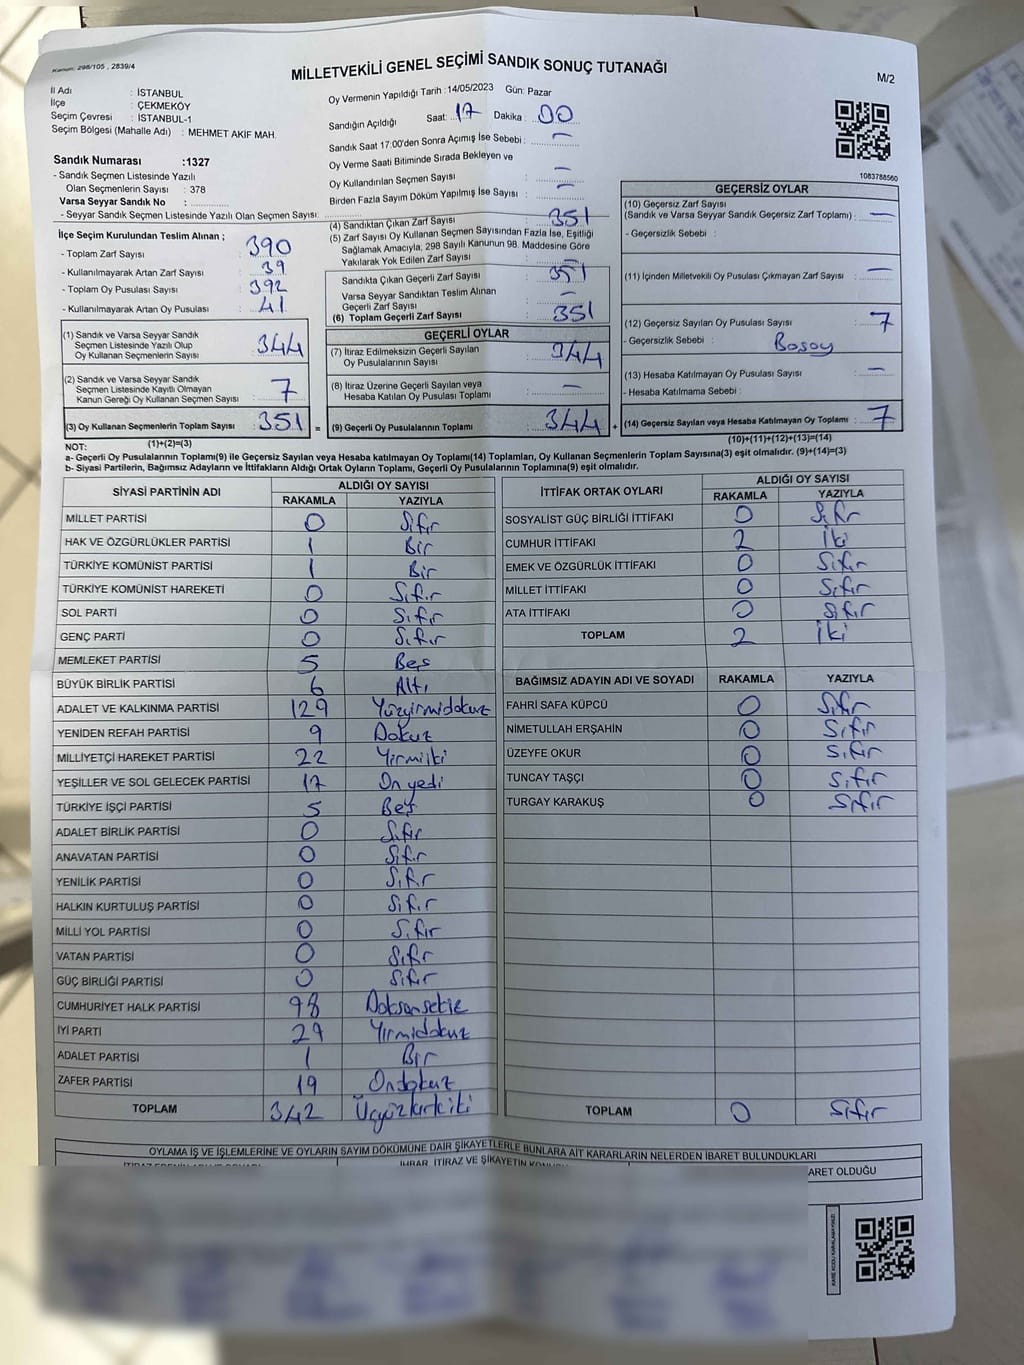 Kanun: 298/105 , 2839/4
MİLLETVEKİLİ GENEL SEÇİMİ SANDIK SONUÇ TUTANAĞI
M/2
İl Adı : İSTANBUL
İlçe : ÇEKMEKÖY
Seçim Çevresi : İSTANBUL-1
Seçim Bölgesi (Mahalle Adı) : MEHMET AKİF MAH.
Sandık Numarası :1327
- Sandık Seçmen Listesinde Yazılı
Olan Seçmenlerin Sayısı : 378
Varsa Seyyar Sandık No :
- Seyyar Sandık Seçmen Listesinde Yazılı Olan Seçmen Sayısı:
Oy Vermenin Yapıldığı Tarih : 14/05/2023 Gün: Pazar
Sandığın Açıldığı Saat: 17 Dakika : 00
Sandık Saat 17:00'den Sonra Açımış İse Sebebi : —
Oy Verme Saati Bitiminde Sırada Bekleyen ve
Oy Kullandırılan Seçmen Sayısı : —
Birden Fazla Sayım Döküm Yapılmış İse Sayısı : —
1083788560
İlçe Seçim Kurulundan Teslim Alınan ;
- Toplam Zarf Sayısı : 390
- Kullanılmayarak Artan Zarf Sayısı : 39
- Toplam Oy Pusulası Sayısı : 392
- Kullanılmayarak Artan Oy Pusulası : 41
(4) Sandıktan Çıkan Zarf Sayısı : 351
(5) Zarf Sayısı Oy Kullanan Seçmen Sayısından Fazla İse, Eşitliği
Sağlamak Amacıyla, 298 Sayılı Kanunun 98. Maddesine Göre
Yakılarak Yok Edilen Zarf Sayısı : —
Sandıkta Çıkan Geçerli Zarf Sayısı : 351
Varsa Seyyar Sandıktan Teslim Alınan
Geçerli Zarf Sayısı : —
(6) Toplam Geçerli Zarf Sayısı : 351
GEÇERSİZ OYLAR
(10) Geçersiz Zarf Sayısı
(Sandık ve Varsa Seyyar Sandık Geçersiz Zarf Toplamı) : —
- Geçersizlik Sebebi :
(11) İçinden Milletvekili Oy Pusulası Çıkmayan Zarf Sayısı : —
(12) Geçersiz Sayılan Oy Pusulası Sayısı : 7
- Geçersizlik Sebebi :
(13) Hesaba Katılmayan Oy Pusulası Sayısı : —
- Hesaba Katılmama Sebebi :
(14) Geçersiz Sayılan veya Hesaba Katılmayan Oy Toplamı : 7
(10)+(11)+(12)+(13)=(14)
(1) Sandık ve Varsa Seyyar Sandık
Seçmen Listesinde Yazılı Olup
Oy Kullanan Seçmenlerin Sayısı : 344
(2) Sandık ve Varsa Seyyar Sandık
Seçmen Listesinde Kayıtlı Olmayan
Kanun Gereği Oy Kullanan Seçmen Sayısı : 7
(3) Oy Kullanan Seçmenlerin Toplam Sayısı : 351 =
(1)+(2)=(3)
GEÇERLİ OYLAR
(7) İtiraz Edilmeksizin Geçerli Sayılan
Oy Pusulalarının Sayısı : 344
(8) İtiraz Üzerine Geçerli Sayılan veya
Hesaba Katılan Oy Pusulası Toplamı : —
(9) Geçerli Oy Pusulalarının Toplamı : 344 +
NOT:
a- Geçerli Oy Pusulalarının Toplamı(9) ile Geçersiz Sayılan veya Hesaba katılmayan Oy Toplamı(14) Toplamları, Oy Kullanan Seçmenlerin Toplam Sayısına(3) eşit olmalıdır. (9)+(14)=(3)
b- Siyasi Partilerin, Bağımsız Adayların ve İttifakların Aldığı Ortak Oyların Toplamı, Geçerli Oy Pusulalarının Toplamına(9) eşit olmalıdır.
SİYASİ PARTİNİN ADI ALDIĞI OY SAYISI
RAKAMLA YAZIYLA
MİLLET PARTİSİ 0 Sıfır
HAK VE ÖZGÜRLÜKLER PARTİSİ 1 Bir
TÜRKİYE KOMÜNİST PARTİSİ 1 Bir
TÜRKİYE KOMÜNİST HAREKETİ 0 Sıfır
SOL PARTİ 0 Sıfır
GENÇ PARTİ 0 Sıfır
MEMLEKET PARTİSİ 5 Beş
BÜYÜK BİRLİK PARTİSİ 6 Altı
ADALET VE KALKINMA PARTİSİ 129 Yüzyirmidokuz
YENİDEN REFAH PARTİSİ 9 Dokuz
MİLLİYETÇİ HAREKET PARTİSİ 22 Yirmiiki
YEŞİLLER VE SOL GELECEK PARTİSİ 17 Onyedi
TÜRKİYE İŞÇİ PARTİSİ 5 Beş
ADALET BİRLİK PARTİSİ 0 Sıfır
ANAVATAN PARTİSİ 0 Sıfır
YENİLİK PARTİSİ 0 Sıfır
HALKIN KURTULUŞ PARTİSİ 0 Sıfır
MİLLİ YOL PARTİSİ 0 Sıfır
VATAN PARTİSİ 0 Sıfır
GÜÇ BİRLİĞİ PARTİSİ 0 Sıfır
CUMHURİYET HALK PARTİSİ 98 Doksansekiz
İYİ PARTİ 29 Yirmidokuz
ADALET PARTİSİ 1 Bir
ZAFER PARTİSİ 19 Ondokuz
TOPLAM 342 Üçyüzkırkiki
İTTİFAK ORTAK OYLARI ALDIĞI OY SAYISI
RAKAMLA YAZIYLA
SOSYALİST GÜÇ BİRLİĞİ İTTİFAKI 0 Sıfır
CUMHUR İTTİFAKI 2 İki
EMEK VE ÖZGÜRLÜK İTTİFAKI 0 Sıfır
MİLLET İTTİFAKI 0 Sıfır
ATA İTTİFAKI 0 Sıfır
TOPLAM 2 İki
BAĞIMSIZ ADAYIN ADI VE SOYADI RAKAMLA YAZIYLA
FAHRİ SAFA KÜPCÜ 0 Sıfır
NİMETULLAH ERŞAHİN 0 Sıfır
ÜZEYFE OKUR 0 Sıfır
TUNCAY TAŞÇI 0 Sıfır
TURGAY KARAKUŞ 0 Sıfır
TOPLAM 0 Sıfır
OYLAMA İŞ VE İŞLEMLERİNE VE OYLARIN SAYIM DÖKÜMÜNE DAİR ŞİKAYETLERLE BUNLARA AİT KARARLARIN NELERDEN İBARET BULUNDUKLARI
İHBAR, İTİRAZ VE ŞİKAYETİN
ARET OLDUĞU